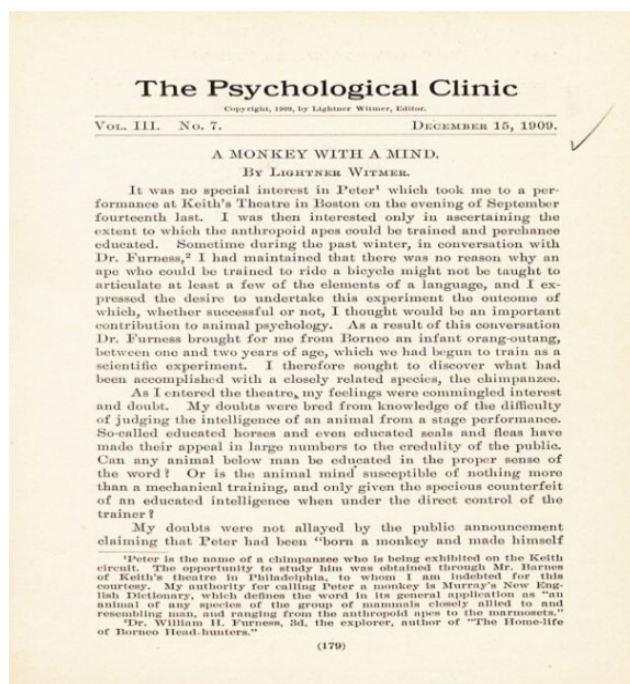 The Psychological Clinic
Copyright, 1909, by Lightner Witmer, Editor.
VOL. III. No. 7. DECEMBER 15, 1909.
A MONKEY WITH A MIND.
BY LIGHTNER WITMER.
It was no special interest in Peter¹ which took me to a per-
formance at Keith's Theatre in Boston on the evening of September
fourteenth last. I was then interested only in ascertaining the
extent to which the anthropoid apes could be trained and perchance
educated. Sometime during the past winter, in conversation with
Dr. Furness,² I had maintained that there was no reason why an
ape who could be trained to ride a bicycle might not be taught to
articulate at least a few of the elements of a language, and I ex-
pressed the desire to undertake this experiment the outcome of
which, whether successful or not, I thought would be an important
contribution to animal psychology. As a result of this conversation
Dr. Furness brought for me from Borneo an infant orang-outang,
between one and two years of age, which we had begun to train as a
scientific experiment. I therefore sought to discover what had
been accomplished with a closely related species, the chimpanzee.
As I entered the theatre, my feelings were commingled interest
and doubt. My doubts were bred from knowledge of the difficulty
of judging the intelligence of an animal from a stage performance.
So-called educated horses and even educated seals and fleas have
made their appeal in large numbers to the credulity of the public.
Can any animal below man be educated in the proper sense of
the word? Or is the animal mind susceptible of nothing more
than a mechanical training, and only given the specious counterfeit
of an educated intelligence when under the direct control of the
trainer?
My doubts were not allayed by the public announcement
claiming that Peter had been "born a monkey and made himself
¹Peter is the name of a chimpanzee who is being exhibited on the Keith
circuit. The opportunity to study him was obtained through Mr. Barnes
of Keith's theatre in Philadelphia, to whom I am indebted for this
courtesy. My authority for calling Peter a monkey is Murray's New Eng-
lish Dictionary, which defines the word in its general application as "an
animal of any species of the group of mammals closely allied to and
resembling man, and ranging from the anthropoid apes to the marmosets."
²Dr. William H. Furness, 3d, the explorer, author of "The Home-life
of Borneo Head-hunters."
(179)